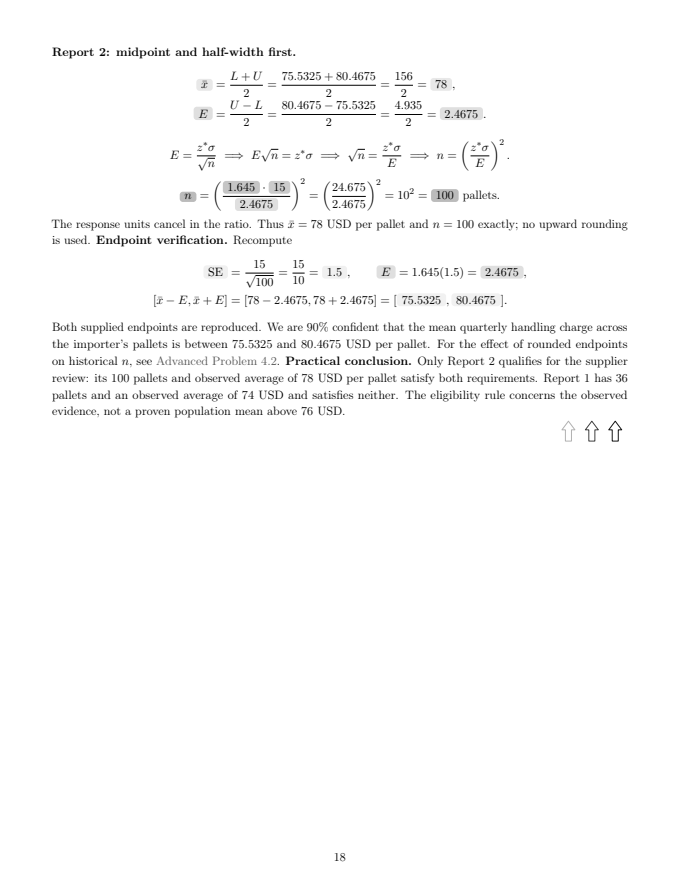 Report 2: midpoint and half-width first.
x̄ = (L + U)/2 = (75.5325 + 80.4675)/2 = 156/2 = 78 ,
E = (U − L)/2 = (80.4675 − 75.5325)/2 = 4.935/2 = 2.4675 .
E = z*σ/√n ⟹ E√n = z*σ ⟹ √n = z*σ/E ⟹ n = (z*σ/E)² .
n = (1.645 · 15 / 2.4675)² = (24.675/2.4675)² = 10² = 100 pallets.
The response units cancel in the ratio. Thus x̄ = 78 USD per pallet and n = 100 exactly; no upward rounding
is used. Endpoint verification. Recompute
SE = 15/√100 = 15/10 = 1.5 , E = 1.645(1.5) = 2.4675 ,
[x̄ − E, x̄ + E] = [78 − 2.4675, 78 + 2.4675] = [ 75.5325 , 80.4675 ].
Both supplied endpoints are reproduced. We are 90% confident that the mean quarterly handling charge across
the importer's pallets is between 75.5325 and 80.4675 USD per pallet. For the effect of rounded endpoints
on historical n, see Advanced Problem 4.2. Practical conclusion. Only Report 2 qualifies for the supplier
review: its 100 pallets and observed average of 78 USD per pallet satisfy both requirements. Report 1 has 36
pallets and an observed average of 74 USD and satisfies neither. The eligibility rule concerns the observed
evidence, not a proven population mean above 76 USD.
18